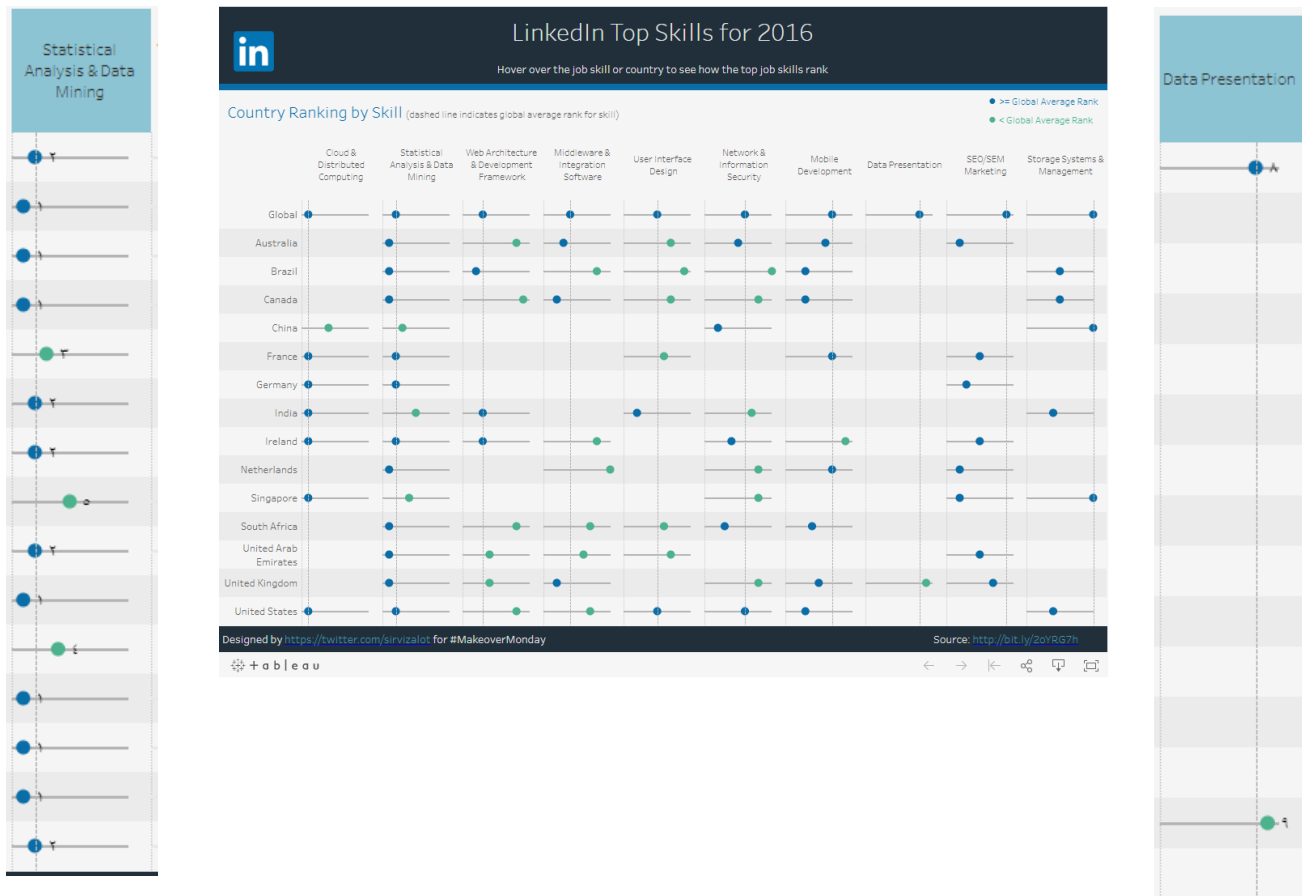 Statistical
Analysis & Data
Mining
٢
١
١
١
٣
٢
٢
٥
٢
١
٤
١
١
١
٢
in
LinkedIn Top Skills for 2016
Hover over the job skill or country to see how the top job skills rank
Country Ranking by Skill (dashed line indicates global average rank for skill)
>= Global Average Rank
< Global Average Rank
Cloud &
Distributed
Computing
Statistical
Analysis & Data
Mining
Web Architecture
& Development
Framework
Middleware &
Integration
Software
User Interface
Design
Network &
Information
Security
Mobile
Development
Data Presentation
SEO/SEM
Marketing
Storage Systems &
Management
Global
Australia
Brazil
Canada
China
France
Germany
India
Ireland
Netherlands
Singapore
South Africa
United Arab
Emirates
United Kingdom
United States
Designed by https://twitter.com/sirvizalot for #MakeoverMonday
Source: http://bit.ly/2oYRG7h
+ a b | e a u
Data Presentation
٨
٩